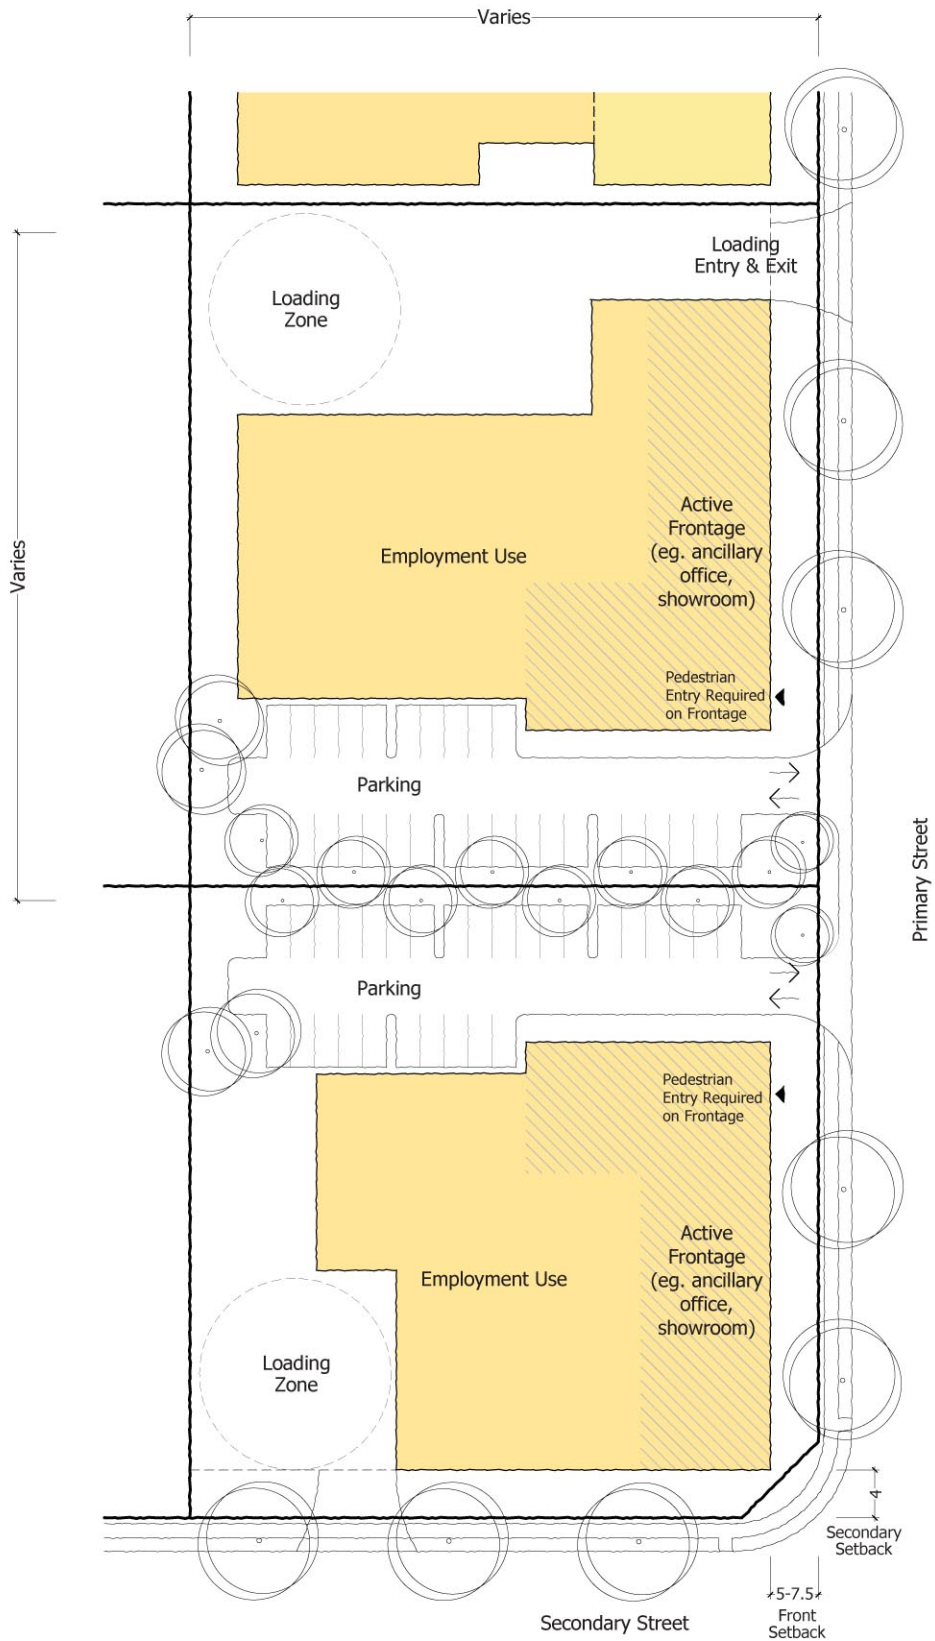 Varies
Loading
Entry & Exit
Loading
Zone
Active
Frontage
(eg. ancillary
office,
showroom)
Employment Use
Varies
Pedestrian
Entry Required
on Frontage
Parking
Primary Street
Parking
Pedestrian
Entry Required
on Frontage
Active
Frontage
(eg. ancillary
office,
showroom)
Employment Use
Loading
Zone
4
Secondary
Setback
5-7.5
Front
Setback
Secondary Street